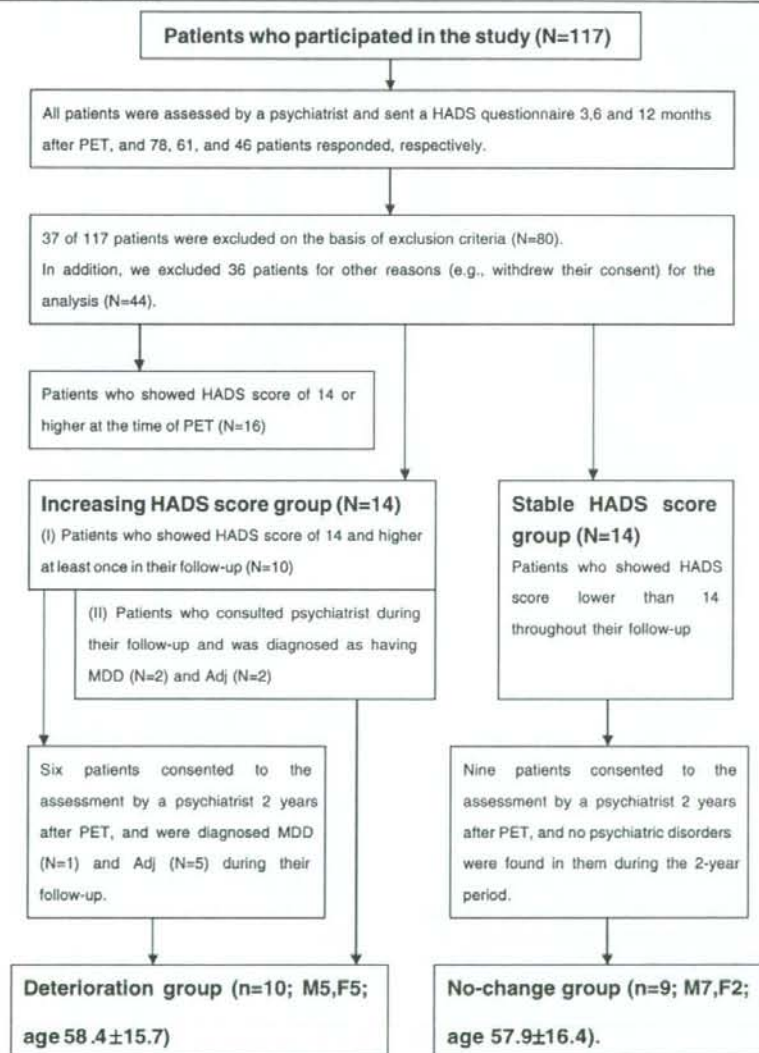 Patients who participated in the study (N=117)
All patients were assessed by a psychiatrist and sent a HADS questionnaire 3,6 and 12 months
after PET, and 78, 61, and 46 patients responded, respectively.
37 of 117 patients were excluded on the basis of exclusion criteria (N=80).
In addition, we excluded 36 patients for other reasons (e.g., withdrew their consent) for the
analysis (N=44).
Patients who showed HADS score of 14 or
higher at the time of PET (N=16)
Increasing HADS score group (N=14)
(I) Patients who showed HADS score of 14 and higher
at least once in their follow-up (N=10)
(II) Patients who consulted psychiatrist during
their follow-up and was diagnosed as having
MDD (N=2) and Adj (N=2)
Stable HADS score
group (N=14)
Patients who showed HADS
score lower than 14
throughout their follow-up
Six patients consented to the
assessment by a psychiatrist 2 years
after PET, and were diagnosed MDD
(N=1) and Adj (N=5) during their
follow-up.
Nine patients consented to the
assessment by a psychiatrist 2 years
after PET, and no psychiatric disorders
were found in them during the 2-year
period.
Deterioration group (n=10; M5,F5;
age 58.4±15.7)
No-change group (n=9; M7,F2;
age 57.9±16.4).